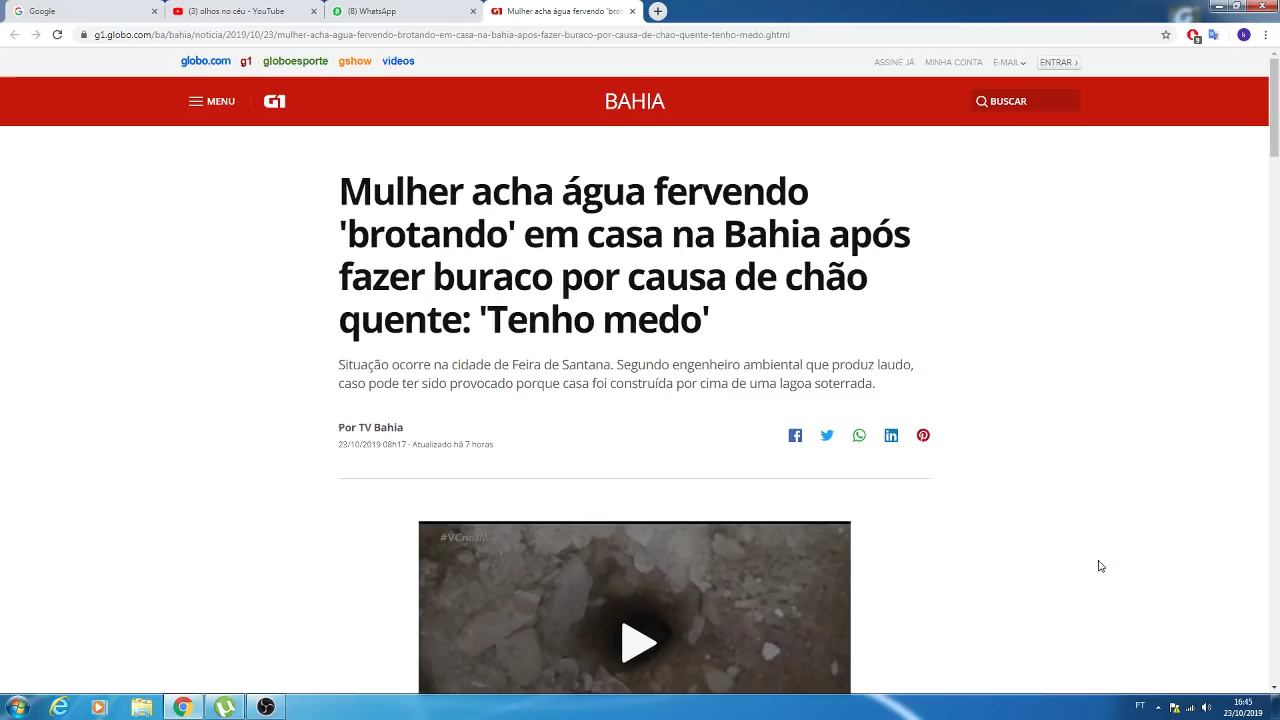 Google
(3) olhos no céu - YouTube
(8) WhatsApp
Mulher acha água fervendo 'brot
g1.globo.com/ba/bahia/noticia/2019/10/23/mulher-acha-agua-fervendo-brotando-em-casa-na-bahia-apos-fazer-buraco-por-causa-de-chao-quente-tenho-medo.ghtml
globo.com g1 globoesporte gshow videos
ASSINE JÁ MINHA CONTA E-MAIL ENTRAR ›
MENU G1 BAHIA BUSCAR
Mulher acha água fervendo
'brotando' em casa na Bahia após
fazer buraco por causa de chão
quente: 'Tenho medo'
Situação ocorre na cidade de Feira de Santana. Segundo engenheiro ambiental que produz laudo,
caso pode ter sido provocado porque casa foi construída por cima de uma lagoa soterrada.
Por TV Bahia
23/10/2019 08h17 · Atualizado há 7 horas
#VCnoJM
PT
16:45
23/10/2019